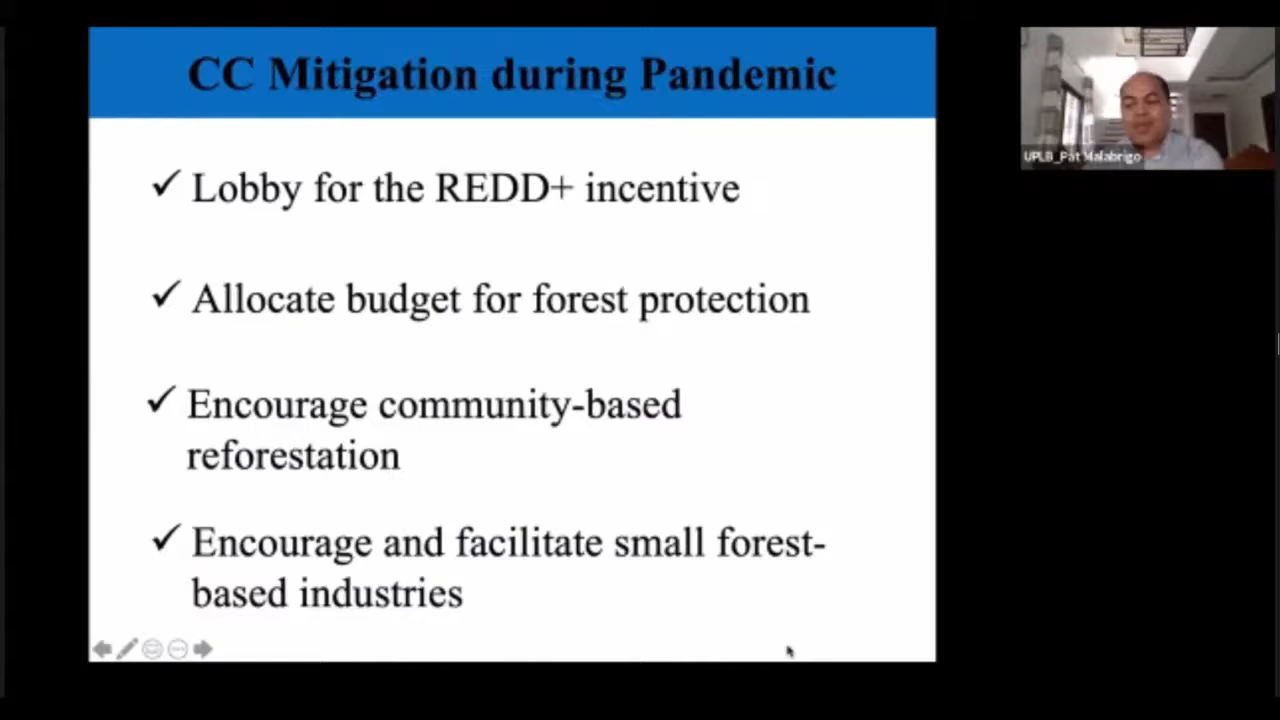 CC Mitigation during Pandemic
✓ Lobby for the REDD+ incentive
✓ Allocate budget for forest protection
✓ Encourage community-based
reforestation
✓ Encourage and facilitate small forest-
based industries
UPLB_Pat Malabrigo